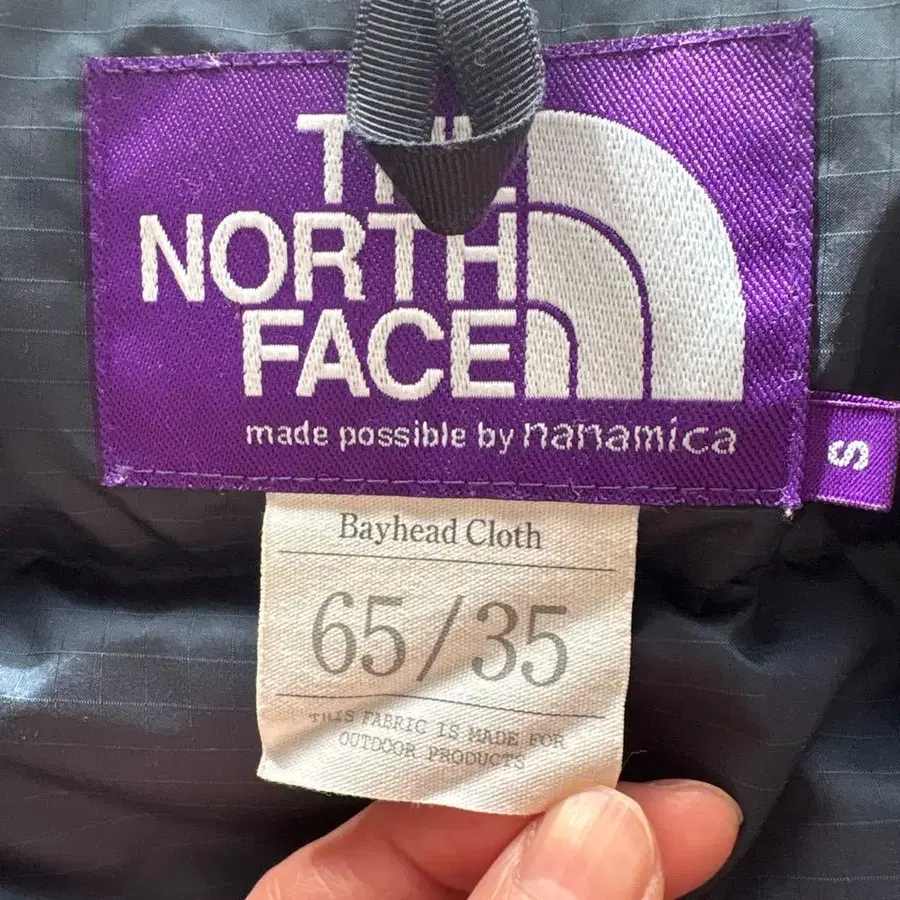 THE
NORTH
FACE
made possible by nanamica
S
Bayhead Cloth
65/35
THIS FABRIC IS MADE FOR
OUTDOOR PRODUCTS